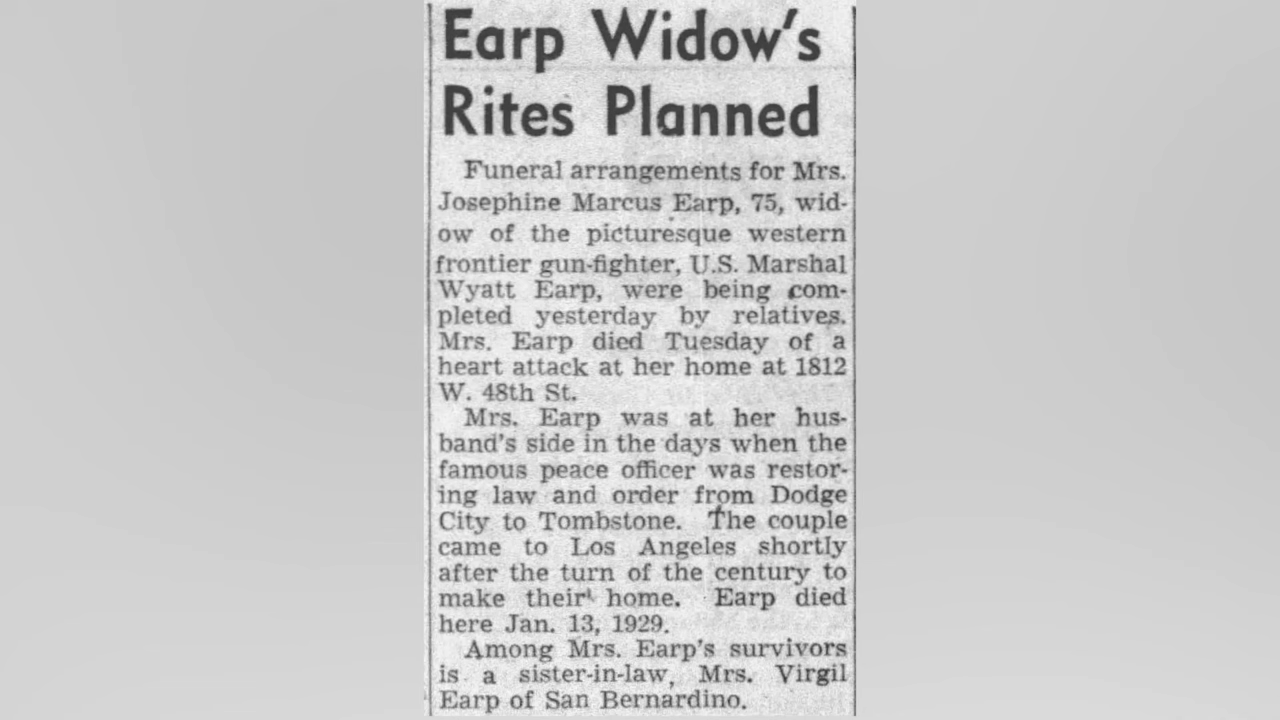 Earp Widow's
Rites Planned
Funeral arrangements for Mrs.
Josephine Marcus Earp, 75, wid-
ow of the picturesque western
frontier gun-fighter, U.S. Marshal
Wyatt Earp, were being com-
pleted yesterday by relatives.
Mrs. Earp died Tuesday of a
heart attack at her home at 1812
W. 48th St.
Mrs. Earp was at her hus-
band's side in the days when the
famous peace officer was restor-
ing law and order from Dodge
City to Tombstone. The couple
came to Los Angeles shortly
after the turn of the century to
make their home. Earp died
here Jan. 13, 1929.
Among Mrs. Earp's survivors
is a sister-in-law, Mrs. Virgil
Earp of San Bernardino.